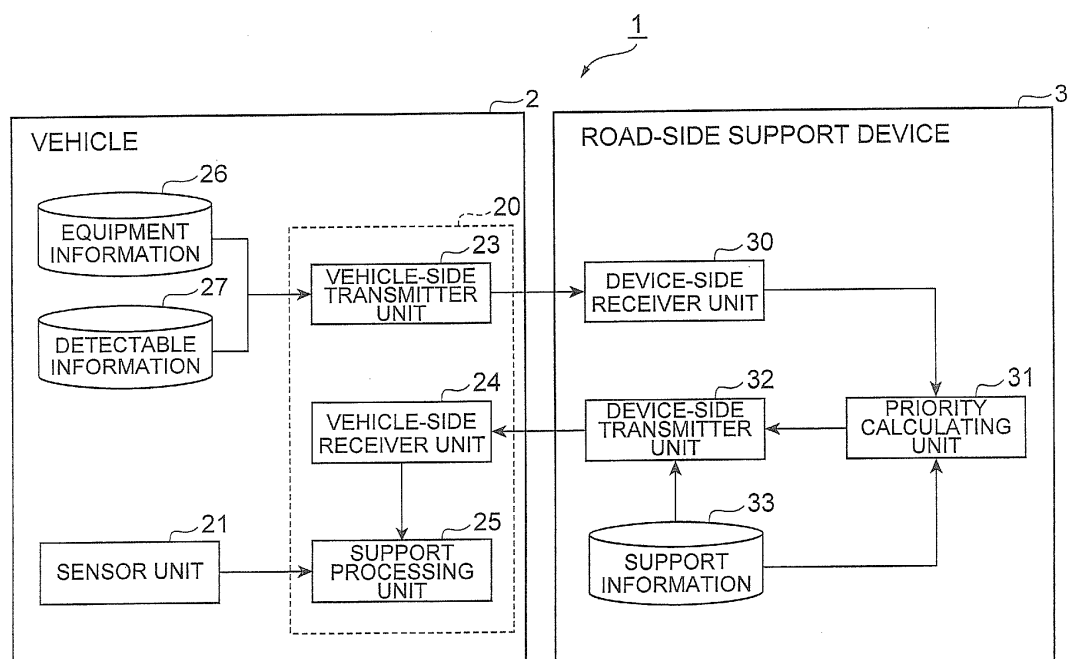 1
2
3
VEHICLE
ROAD-SIDE SUPPORT DEVICE
26
EQUIPMENT
INFORMATION
20
23
VEHICLE-SIDE
TRANSMITTER
UNIT
30
DEVICE-SIDE
RECEIVER UNIT
27
DETECTABLE
INFORMATION
24
VEHICLE-SIDE
RECEIVER UNIT
32
DEVICE-SIDE
TRANSMITTER
UNIT
31
PRIORITY
CALCULATING
UNIT
21
SENSOR UNIT
25
SUPPORT
PROCESSING
UNIT
33
SUPPORT
INFORMATION